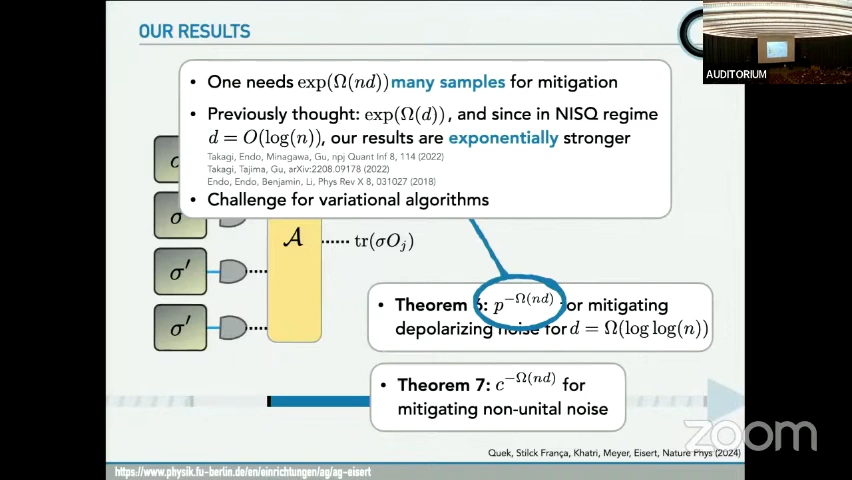 OUR RESULTS
AUDITORIUM
• One needs exp(Ω(nd)) many samples for mitigation
• Previously thought: exp(Ω(d)), and since in NISQ regime
d = O(log(n)), our results are exponentially stronger
Takagi, Endo, Minagawa, Gu, npj Quant Inf 8, 114 (2022)
Takagi, Tajima, Gu, arXiv:2208.09178 (2022)
Endo, Endo, Benjamin, Li, Phys Rev X 8, 031027 (2018)
• Challenge for variational algorithms
σ
𝒜
tr(σO_j)
σ′
σ′
• Theorem 6: p^{-Ω(nd)} for mitigating
depolarizing noise for d = Ω(log log(n))
• Theorem 7: c^{-Ω(nd)} for
mitigating non-unital noise
zoom
Quek, Stilck França, Khatri, Meyer, Eisert, Nature Phys (2024)
https://www.physik.fu-berlin.de/en/einrichtungen/ag/ag-eisert